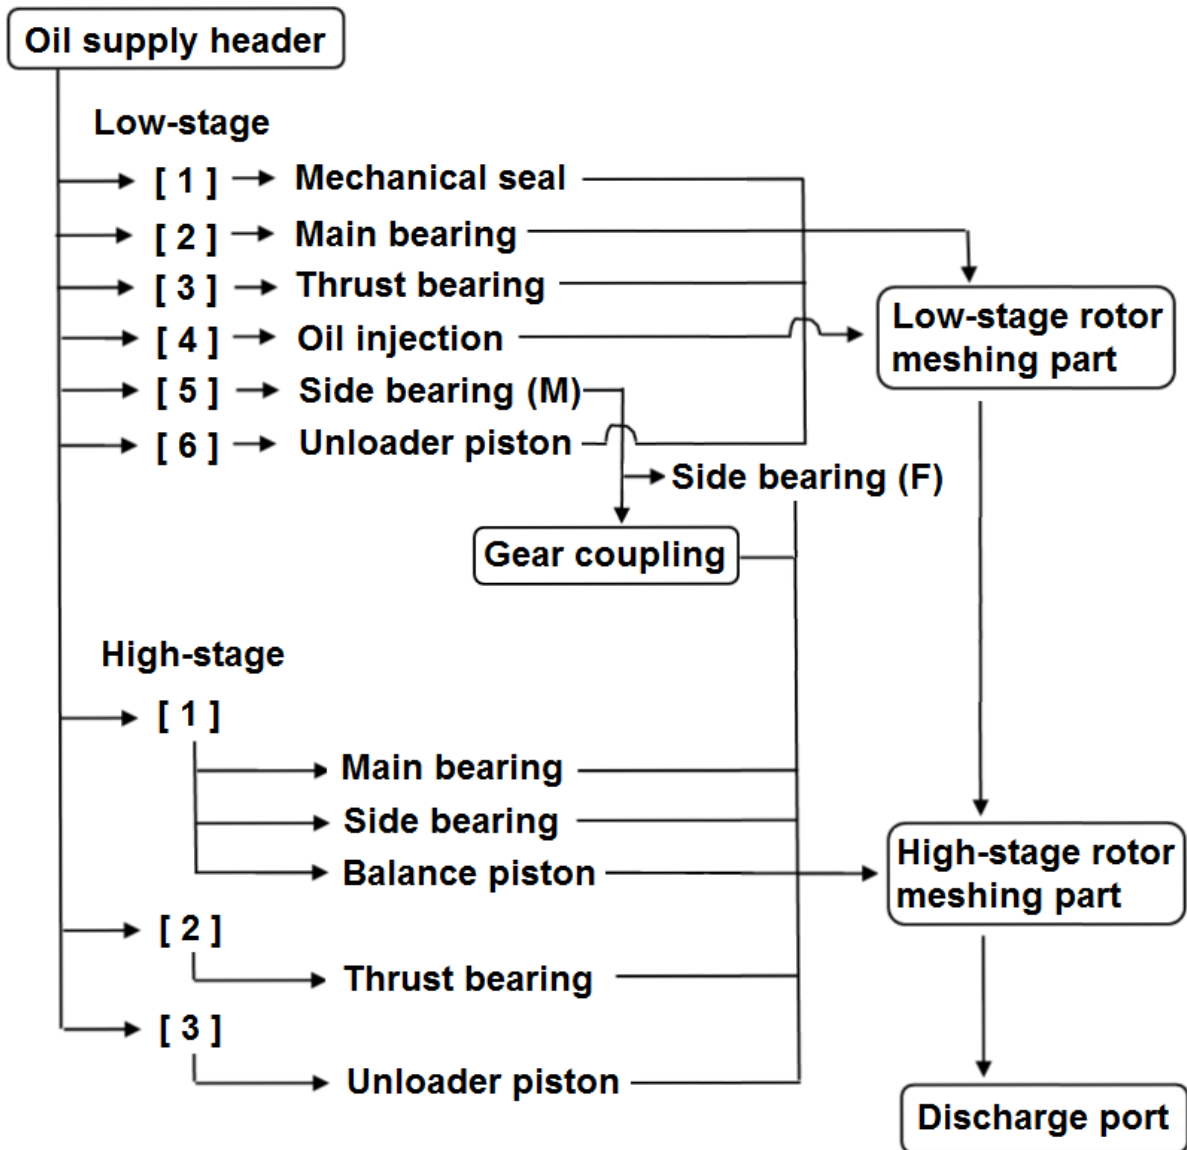 Oil supply header
Low-stage
[ 1 ] Mechanical seal
[ 2 ] Main bearing
[ 3 ] Thrust bearing
[ 4 ] Oil injection
[ 5 ] Side bearing (M)
[ 6 ] Unloader piston
Low-stage rotor
meshing part
Side bearing (F)
Gear coupling
High-stage
[ 1 ]
Main bearing
Side bearing
Balance piston
High-stage rotor
meshing part
[ 2 ]
Thrust bearing
[ 3 ]
Unloader piston
Discharge port